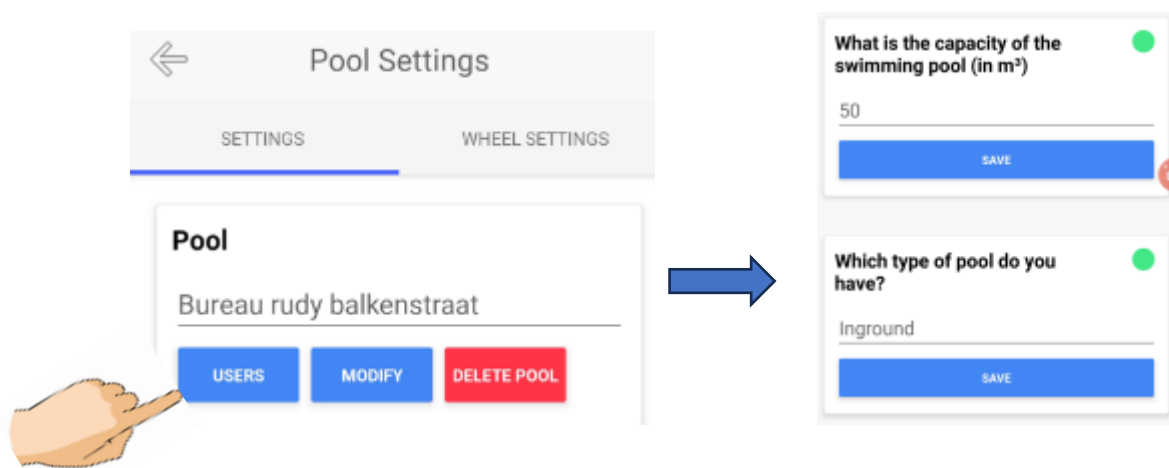 Pool Settings
SETTINGS
WHEEL SETTINGS
Pool
Bureau rudy balkenstraat
USERS
MODIFY
DELETE POOL
What is the capacity of the
swimming pool (in m³)
50
SAVE
Which type of pool do you
have?
Inground
SAVE